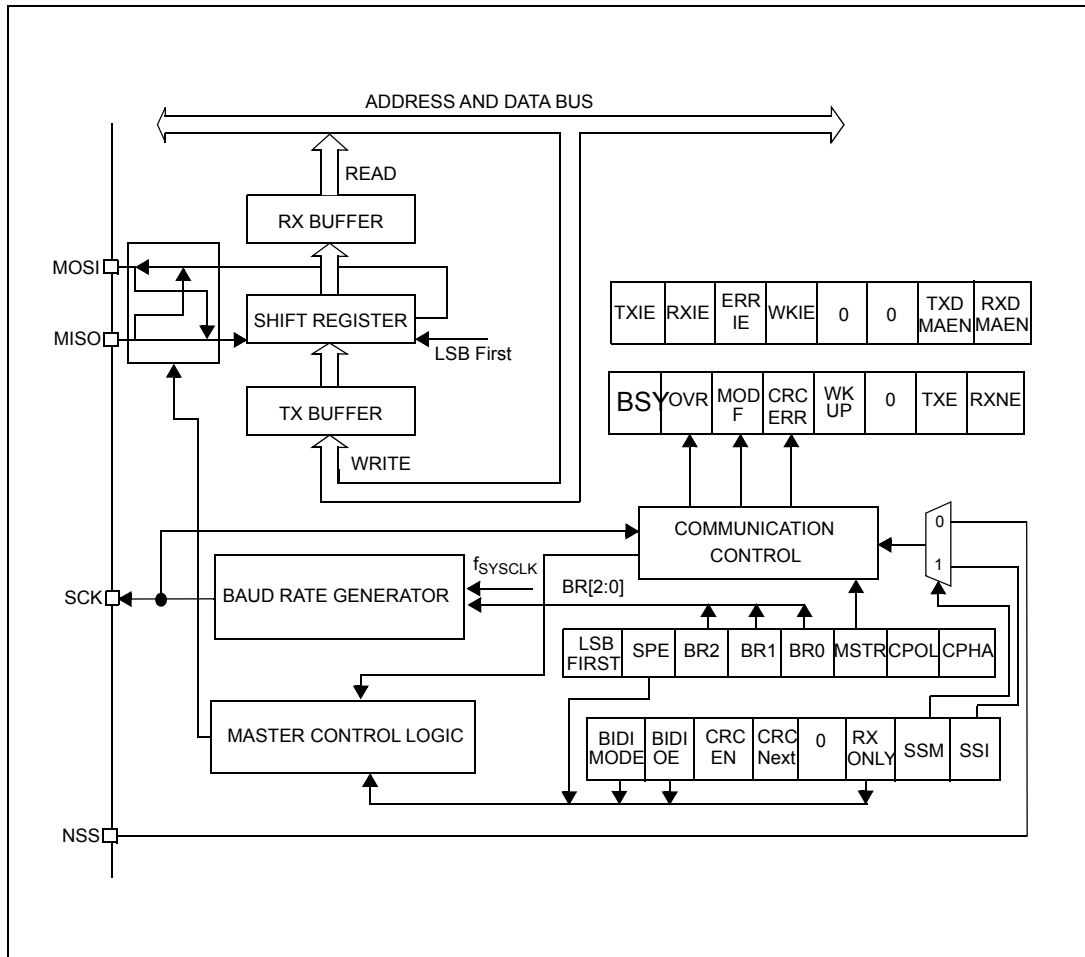 ADDRESS AND DATA BUS
READ
RX BUFFER
MOSI
SHIFT REGISTER
MISO
LSB First
TX BUFFER
WRITE
TXIE RXIE ERR IE WKIE 0 0 TXD MAEN RXD MAEN
BSY OVR MOD F CRC ERR WK UP 0 TXE RXNE
COMMUNICATION
CONTROL
0
1
fSYSCLK
SCK
BAUD RATE GENERATOR
BR[2:0]
LSB FIRST SPE BR2 BR1 BR0 MSTR CPOL CPHA
MASTER CONTROL LOGIC
BIDI MODE BIDI OE CRC EN CRC Next 0 RX ONLY SSM SSI
NSS